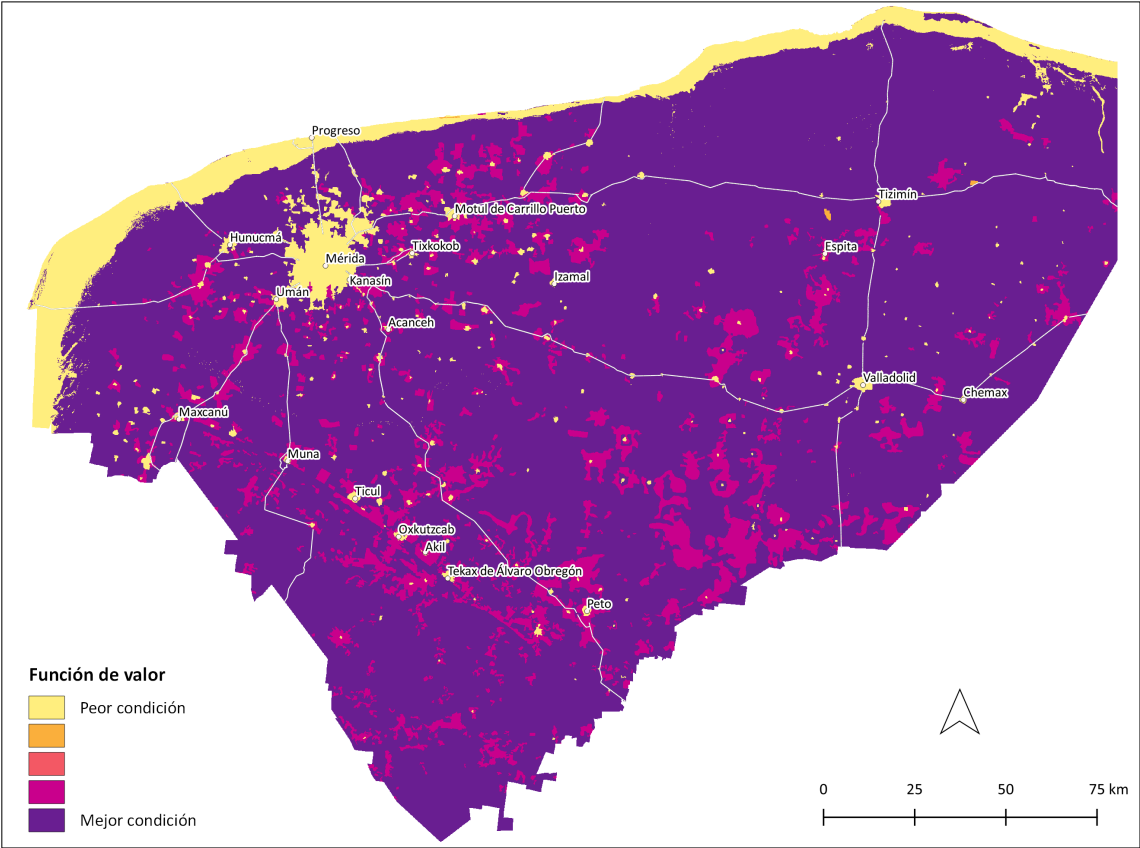 Progreso
Motul de Carrillo Puerto
Tizimín
Hunucmá
Tixkokob
Espita
Mérida
Kanasín
Izamal
Umán
Acanceh
Valladolid
Chemax
Maxcanú
Muna
Ticul
Oxkutzcab
Akil
Tekax de Álvaro Obregón
Peto
Función de valor
Peor condición
Mejor condición
0 25 50 75 km